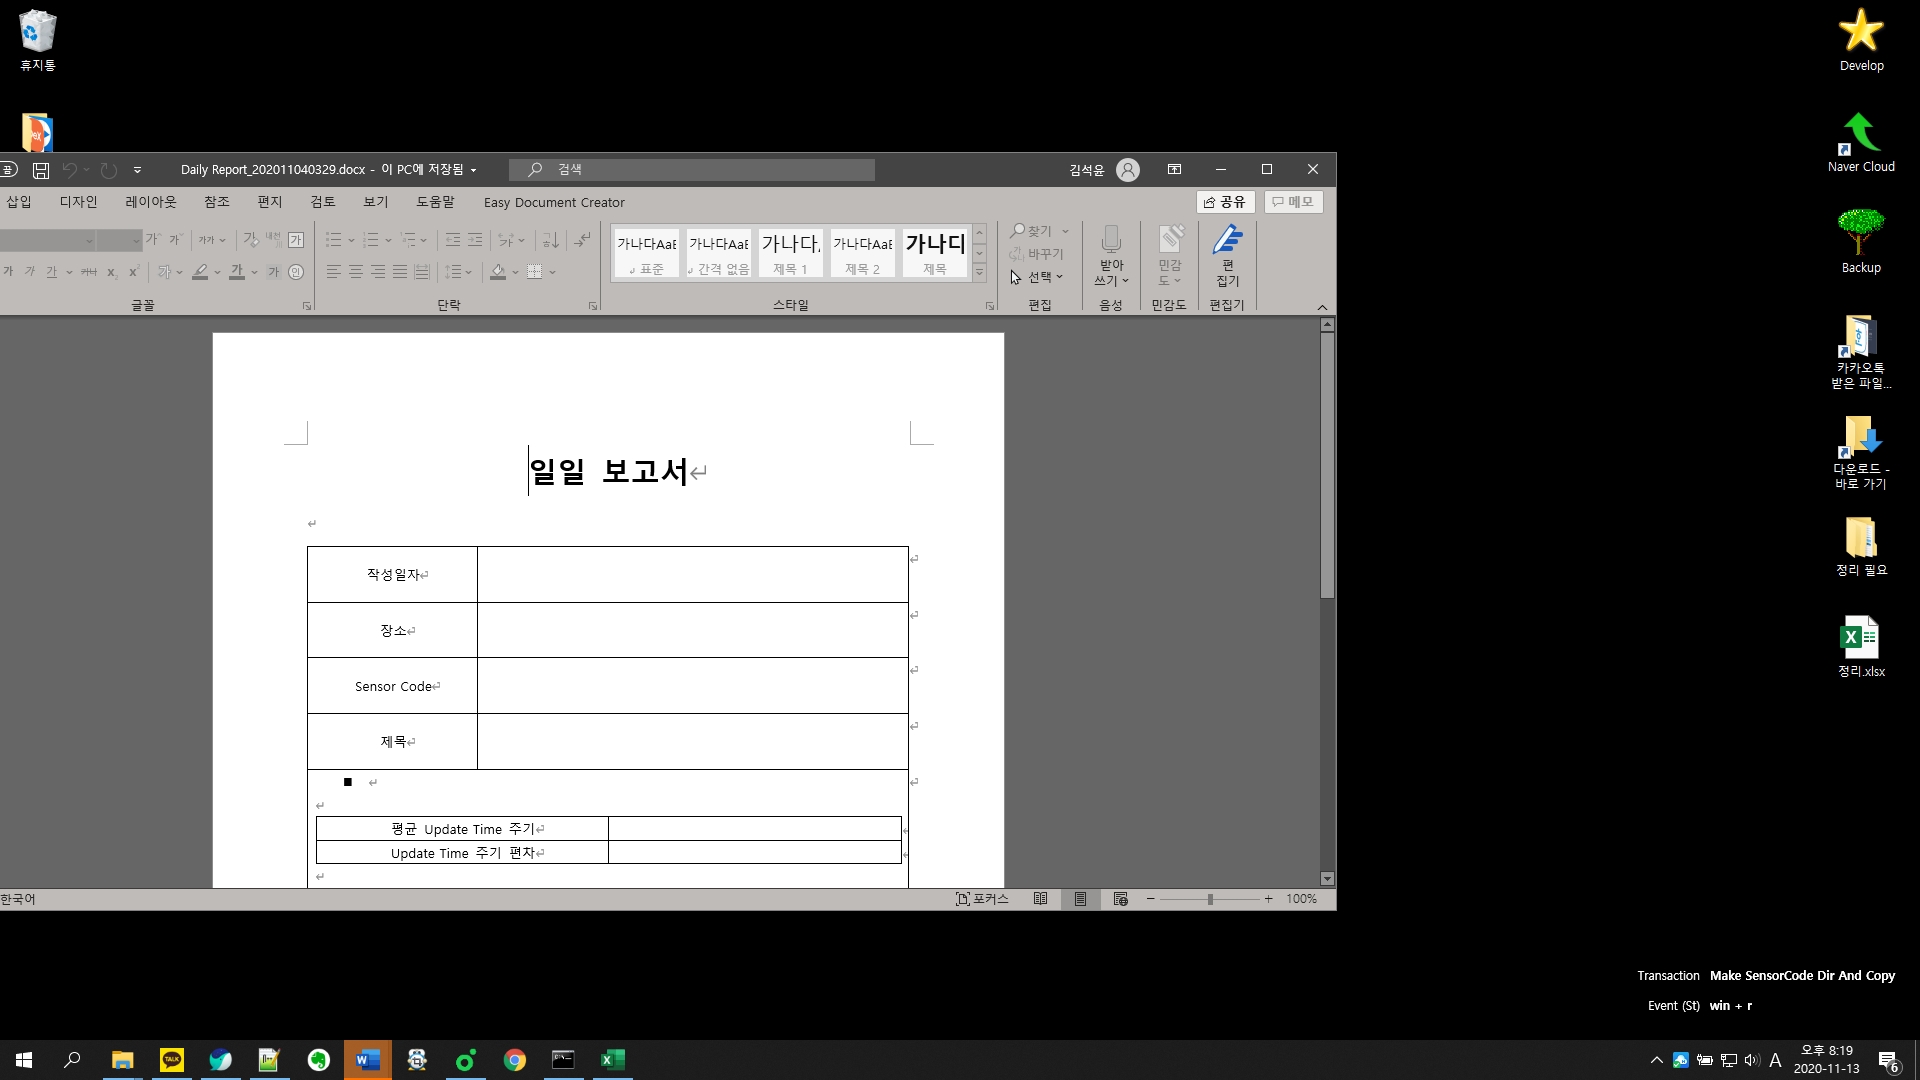 휴지통
Daily Report_202011040329.docx - 이 PC에 저장됨
검색
김석윤
삽입 디자인 레이아웃 참조 편지 검토 보기 도움말 Easy Document Creator
공유 메모
가나다AaB 가나다AaB 가나다, 가나다AaB 가나디
표준 간격 없음 제목 1 제목 2 제목
찾기
바꾸기
선택
받아
쓰기
민감
도
편
집기
글꼴 단락 스타일 편집 음성 민감도 편집기
일일 보고서
작성일자
장소
Sensor Code
제목
평균 Update Time 주기
Update Time 주기 편차
한국어
포커스
100%
Develop
Naver Cloud
Backup
카카오톡
받은 파일...
다운로드 -
바로 가기
정리 필요
정리.xlsx
Transaction Make SensorCode Dir And Copy
Event (St) win + r
TALK
A
오후 8:19
2020-11-13
6